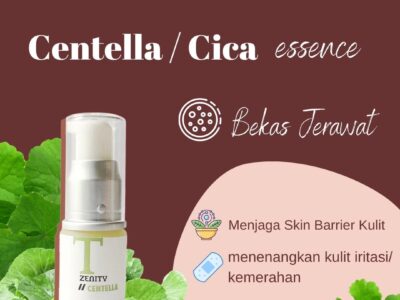 Centella / Cica essence
Bekas Jerawat
Menjaga Skin Barrier Kulit
menenangkan kulit iritasi/
kemerahan
T
ZENITY
// CENTELLA